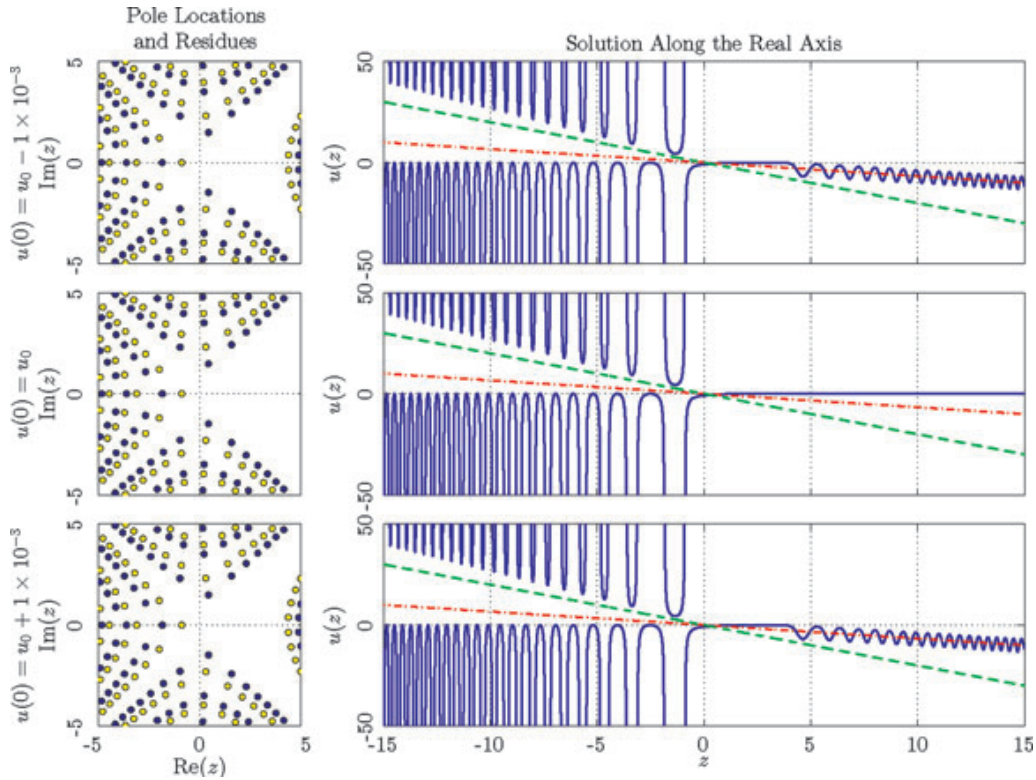 Pole Locations
and Residues
Solution Along the Real Axis
u(0) = u₀ − 1 × 10⁻³
Im(z)
5
0
-5
u(z)
50
0
-50
u(0) = u₀
Im(z)
5
0
-5
u(z)
50
0
-50
u(0) = u₀ + 1 × 10⁻³
Im(z)
5
0
-5
u(z)
50
0
-50
-5 0 5
Re(z)
-15 -10 -5 0 5 10 15
z